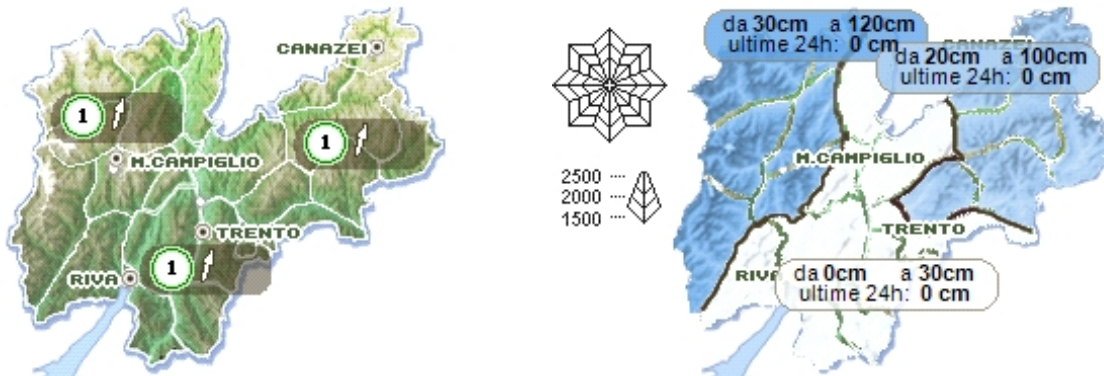 CANAZEI
1
1
M.CAMPIGLIO
TRENTO
1
RIVA
2500
2000
1500
da 30cm a 120cm
ultime 24h: 0 cm
CANAZEI
da 20cm a 100cm
ultime 24h: 0 cm
M.CAMPIGLIO
TRENTO
RIVA
da 0cm a 30cm
ultime 24h: 0 cm